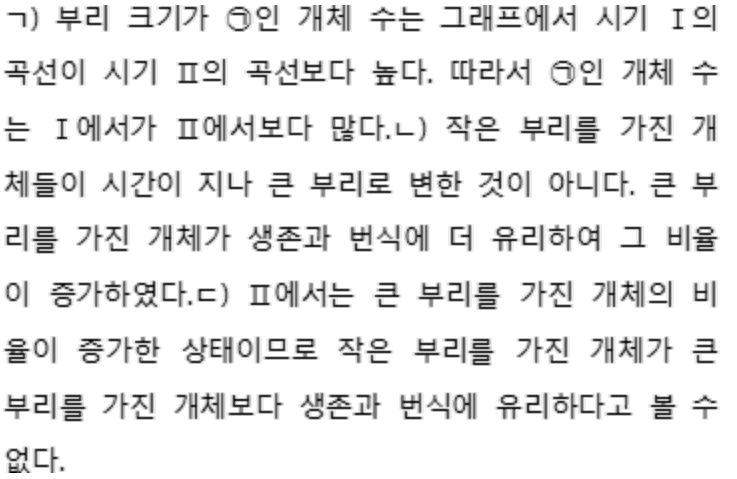 ㄱ) 부리 크기가 ㉠인 개체 수는 그래프에서 시기 Ⅰ의
곡선이 시기 Ⅱ의 곡선보다 높다. 따라서 ㉠인 개체 수
는 Ⅰ에서가 Ⅱ에서보다 많다.ㄴ) 작은 부리를 가진 개
체들이 시간이 지나 큰 부리로 변한 것이 아니다. 큰 부
리를 가진 개체가 생존과 번식에 더 유리하여 그 비율
이 증가하였다.ㄷ) Ⅱ에서는 큰 부리를 가진 개체의 비
율이 증가한 상태이므로 작은 부리를 가진 개체가 큰
부리를 가진 개체보다 생존과 번식에 유리하다고 볼 수
없다.